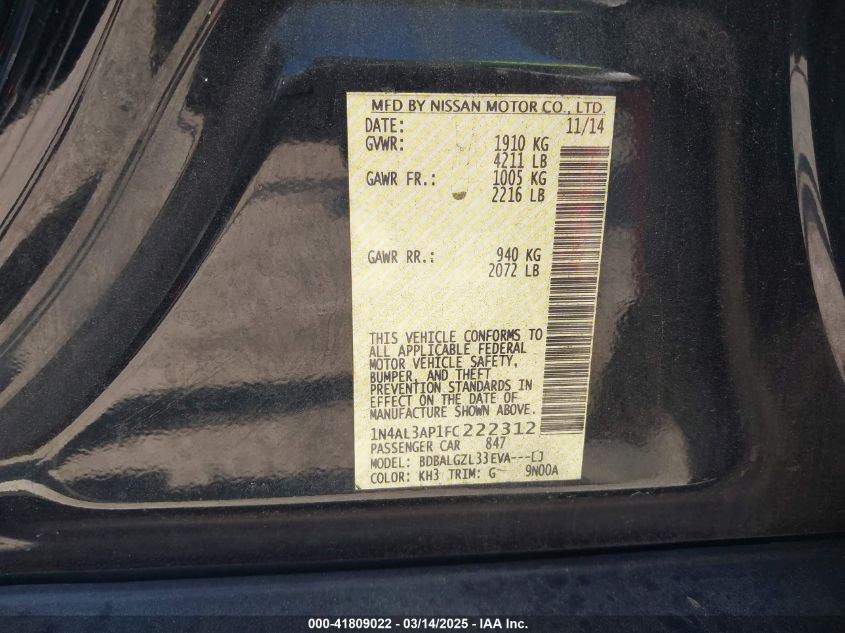 MFD BY NISSAN MOTOR CO., LTD.
DATE: 11/14
GVWR: 1910 KG
4211 LB
GAWR FR.: 1005 KG
2216 LB
GAWR RR.: 940 KG
2072 LB
THIS VEHICLE CONFORMS TO
ALL APPLICABLE FEDERAL
MOTOR VEHICLE SAFETY,
BUMPER, AND THEFT
PREVENTION STANDARDS IN
EFFECT ON THE DATE OF
MANUFACTURE SHOWN ABOVE.
1N4AL3AP1FC222312
PASSENGER CAR 847
MODEL: BDBALGZL33EVA---CJ
COLOR: KH3 TRIM: G 9N00A
000-41809022 - 03/14/2025 - IAA Inc.